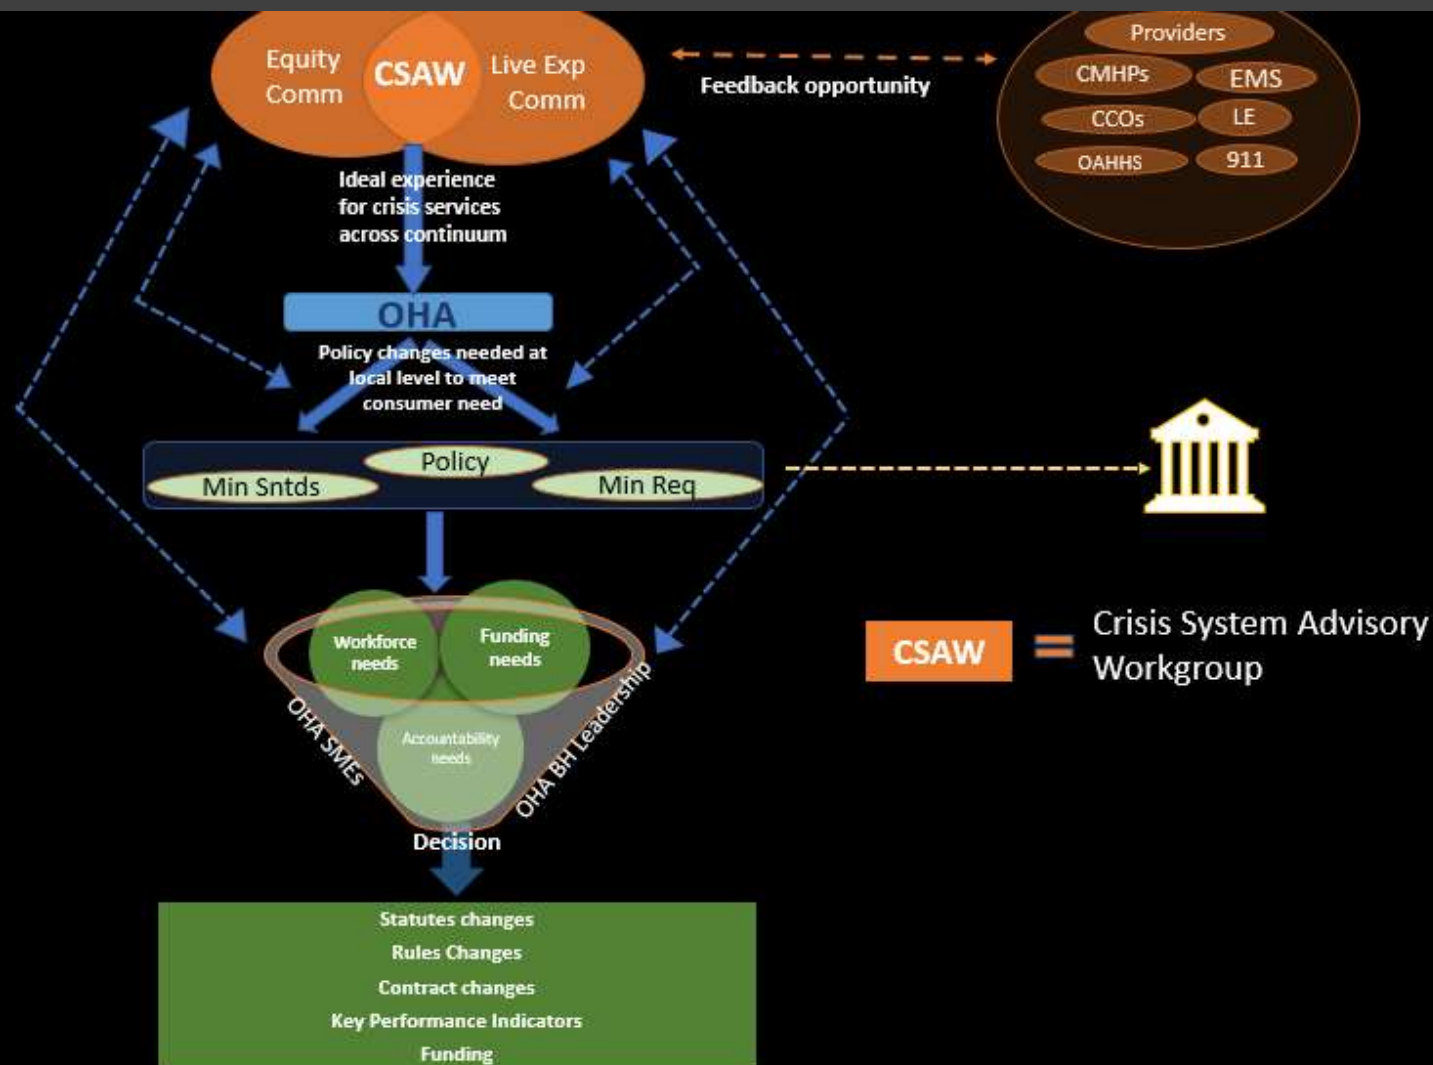 Equity
Comm
CSAW
Live Exp
Comm
Feedback opportunity
Providers
CMHPs
EMS
CCOs
LE
OAHHS
911
Ideal experience
for crisis services
across continuum
OHA
Policy changes needed at
local level to meet
consumer need
Policy
Min Sntds
Min Req
Workforce
needs
Funding
needs
Accountability
needs
OHA SMEs
OHA BH Leadership
CSAW
=
Crisis System Advisory
Workgroup
Decision
Statutes changes
Rules Changes
Contract changes
Key Performance Indicators
Funding